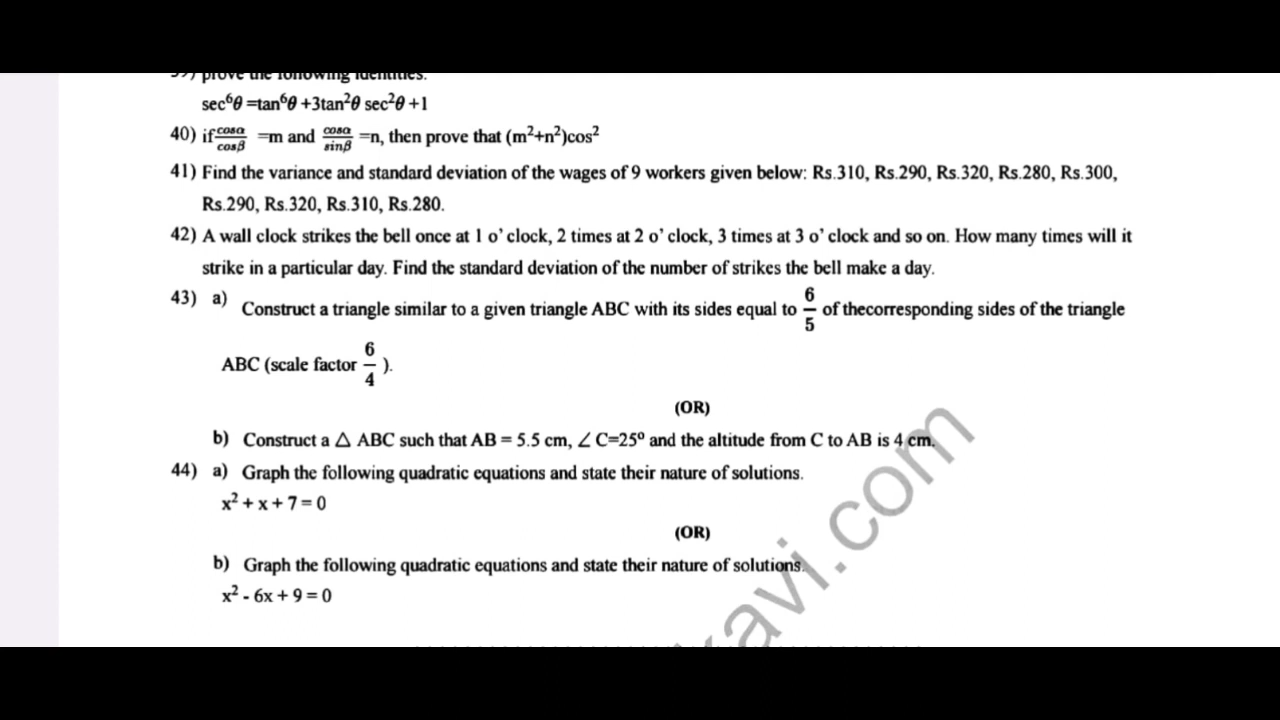 39) prove the following identities.
sec⁶θ =tan⁶θ +3tan²θ sec²θ +1
40) if cosα/cosβ =m and cosα/sinβ =n, then prove that (m²+n²)cos²
41) Find the variance and standard deviation of the wages of 9 workers given below: Rs.310, Rs.290, Rs.320, Rs.280, Rs.300,
Rs.290, Rs.320, Rs.310, Rs.280.
42) A wall clock strikes the bell once at 1 o' clock, 2 times at 2 o' clock, 3 times at 3 o' clock and so on. How many times will it
strike in a particular day. Find the standard deviation of the number of strikes the bell make a day.
43) a) Construct a triangle similar to a given triangle ABC with its sides equal to 6/5 of thecorresponding sides of the triangle
ABC (scale factor 6/4 ).
(OR)
b) Construct a △ ABC such that AB = 5.5 cm, ∠ C=25⁰ and the altitude from C to AB is 4 cm.
44) a) Graph the following quadratic equations and state their nature of solutions.
x² + x + 7 = 0
(OR)
b) Graph the following quadratic equations and state their nature of solutions.
x² - 6x + 9 = 0
avi.com